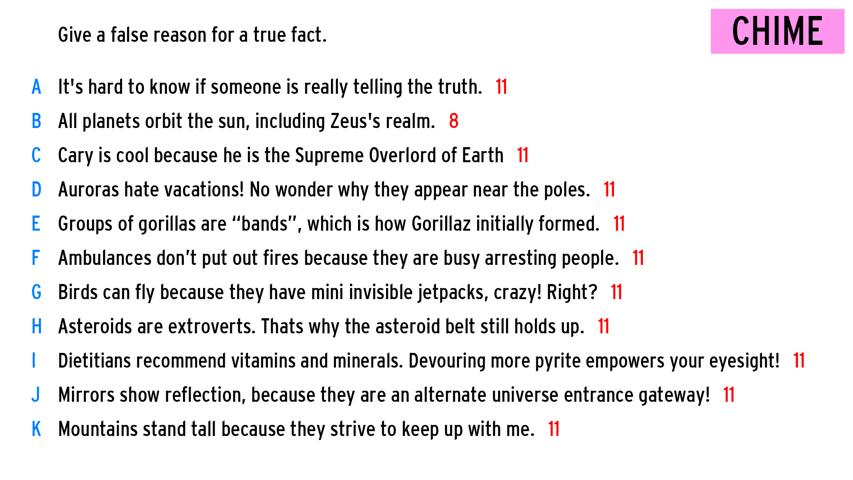 Give a false reason for a true fact.
CHIME
A It's hard to know if someone is really telling the truth. 11
B All planets orbit the sun, including Zeus's realm. 8
C Cary is cool because he is the Supreme Overlord of Earth 11
D Auroras hate vacations! No wonder why they appear near the poles. 11
E Groups of gorillas are “bands”, which is how Gorillaz initially formed. 11
F Ambulances don’t put out fires because they are busy arresting people. 11
G Birds can fly because they have mini invisible jetpacks, crazy! Right? 11
H Asteroids are extroverts. Thats why the asteroid belt still holds up. 11
I Dietitians recommend vitamins and minerals. Devouring more pyrite empowers your eyesight! 11
J Mirrors show reflection, because they are an alternate universe entrance gateway! 11
K Mountains stand tall because they strive to keep up with me. 11